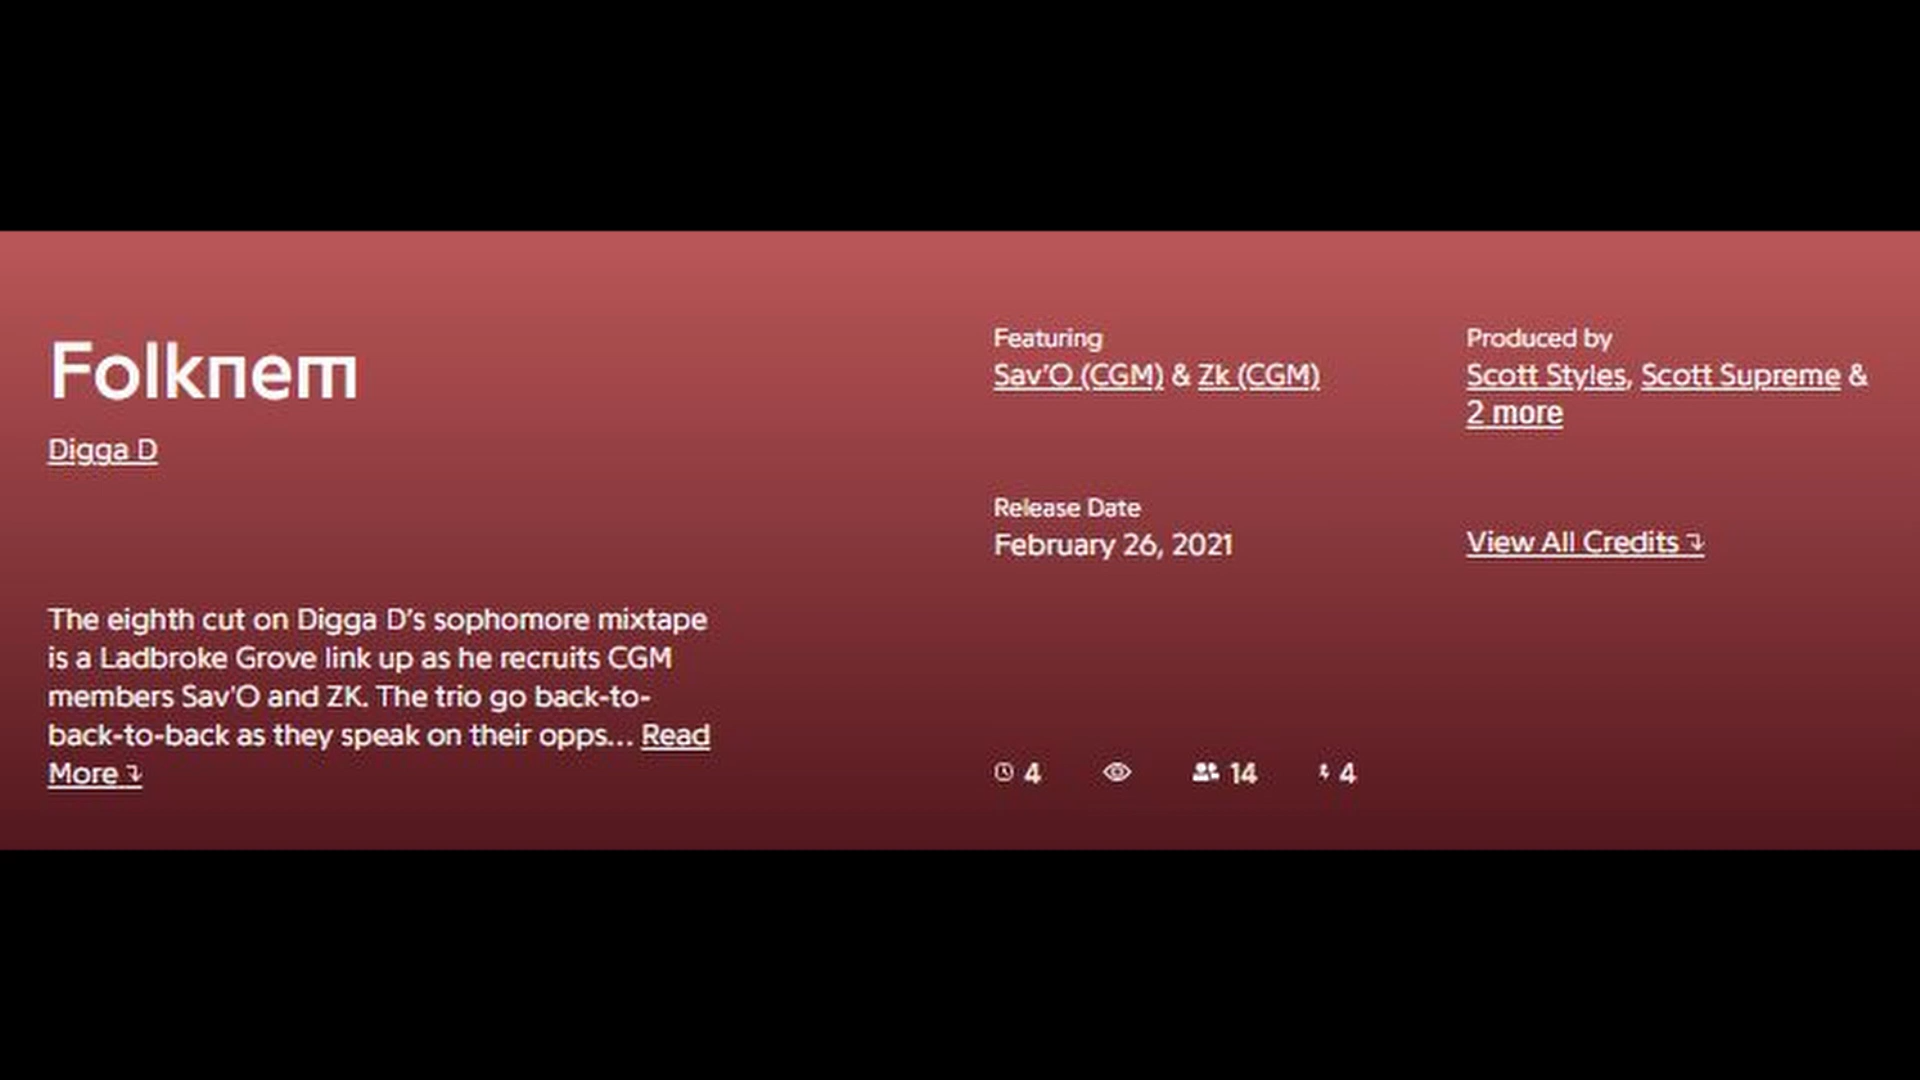 Folknem
Digga D
The eighth cut on Digga D’s sophomore mixtape
is a Ladbroke Grove link up as he recruits CGM
members Sav'O and ZK. The trio go back-to-
back-to-back as they speak on their opps… Read
More
Featuring
Sav’O (CGM) & Zk (CGM)
Produced by
Scott Styles, Scott Supreme &
2 more
Release Date
February 26, 2021
View All Credits
4 14 4